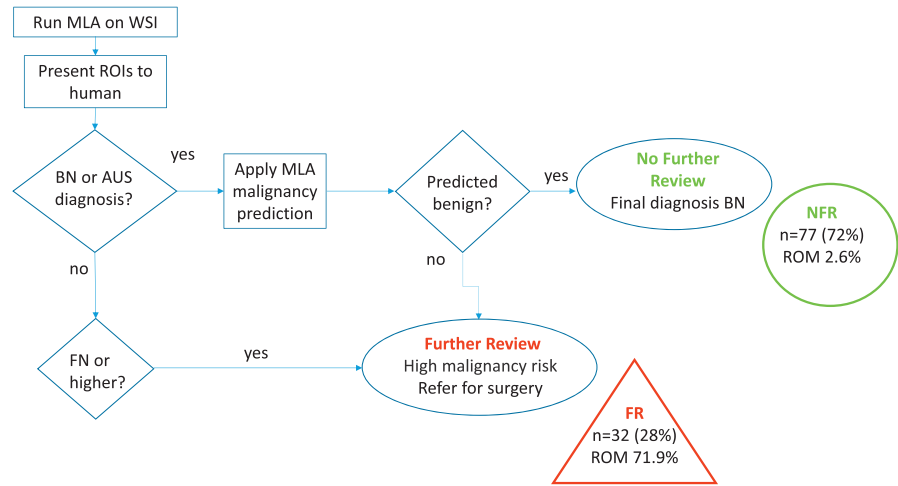 Run MLA on WSI
Present ROIs to
human
BN or AUS
diagnosis?
yes
Apply MLA
malignancy
prediction
Predicted
benign?
yes
No Further
Review
Final diagnosis BN
NFR
n=77 (72%)
ROM 2.6%
no
no
FN or
higher?
yes
Further Review
High malignancy risk
Refer for surgery
FR
n=32 (28%)
ROM 71.9%